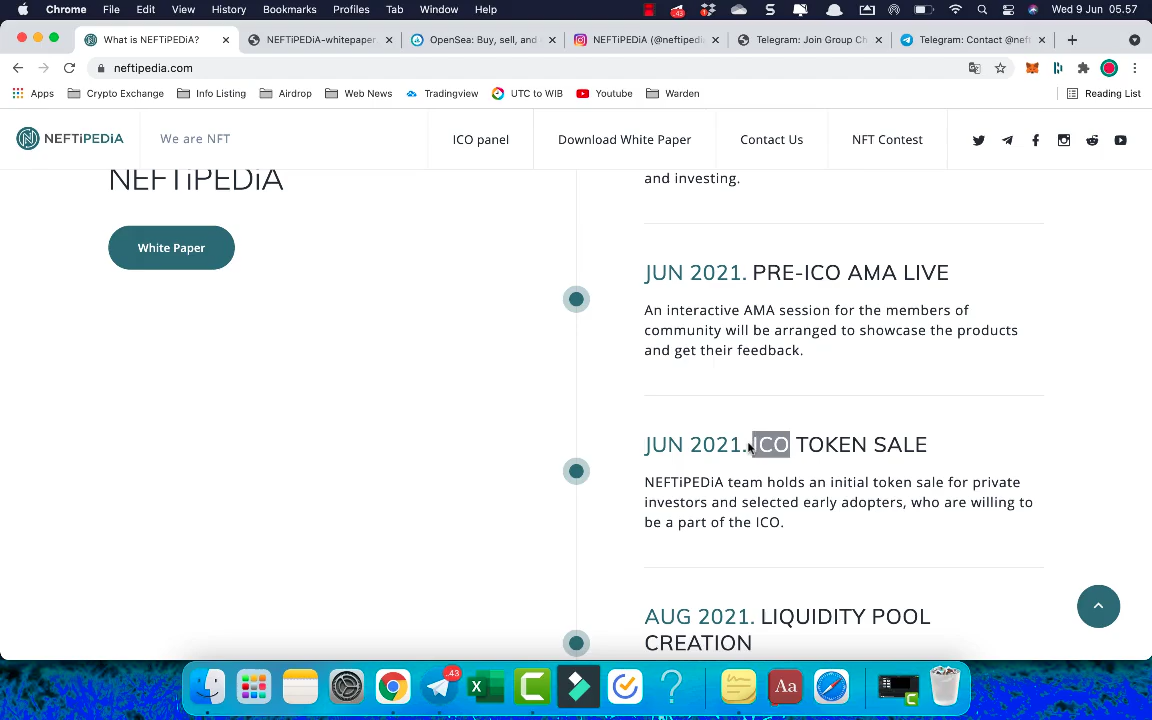 Chrome File Edit View History Bookmarks Profiles Tab Window Help
43
Wed 9 Jun 05.57
What is NEFTiPEDiA?
NEFTiPEDiA-whitepaper.
OpenSea: Buy, sell, and
NEFTiPEDiA (@neftipedi
Telegram: Join Group Ch
Telegram: Contact @neft
neftipedia.com
Apps Crypto Exchange Info Listing Airdrop Web News Tradingview UTC to WIB Youtube Warden Reading List
NEFTiPEDiA We are NFT ICO panel Download White Paper Contact Us NFT Contest
NEFTiPEDiA
White Paper
and investing.
JUN 2021. PRE-ICO AMA LIVE
An interactive AMA session for the members of
community will be arranged to showcase the products
and get their feedback.
JUN 2021. ICO TOKEN SALE
NEFTiPEDiA team holds an initial token sale for private
investors and selected early adopters, who are willing to
be a part of the ICO.
AUG 2021. LIQUIDITY POOL
CREATION
43
Aa